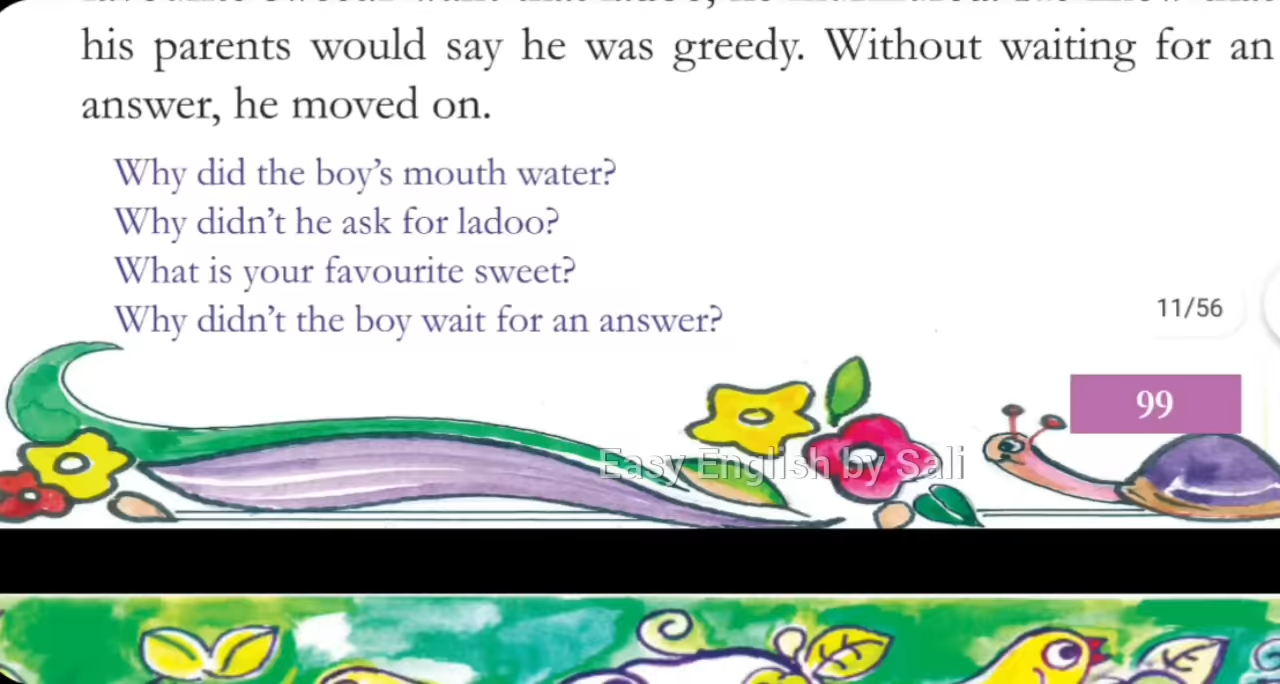 his parents would say he was greedy. Without waiting for an
answer, he moved on.
Why did the boy's mouth water?
Why didn't he ask for ladoo?
What is your favourite sweet?
Why didn't the boy wait for an answer?
11/56
99
Easy English by Sali